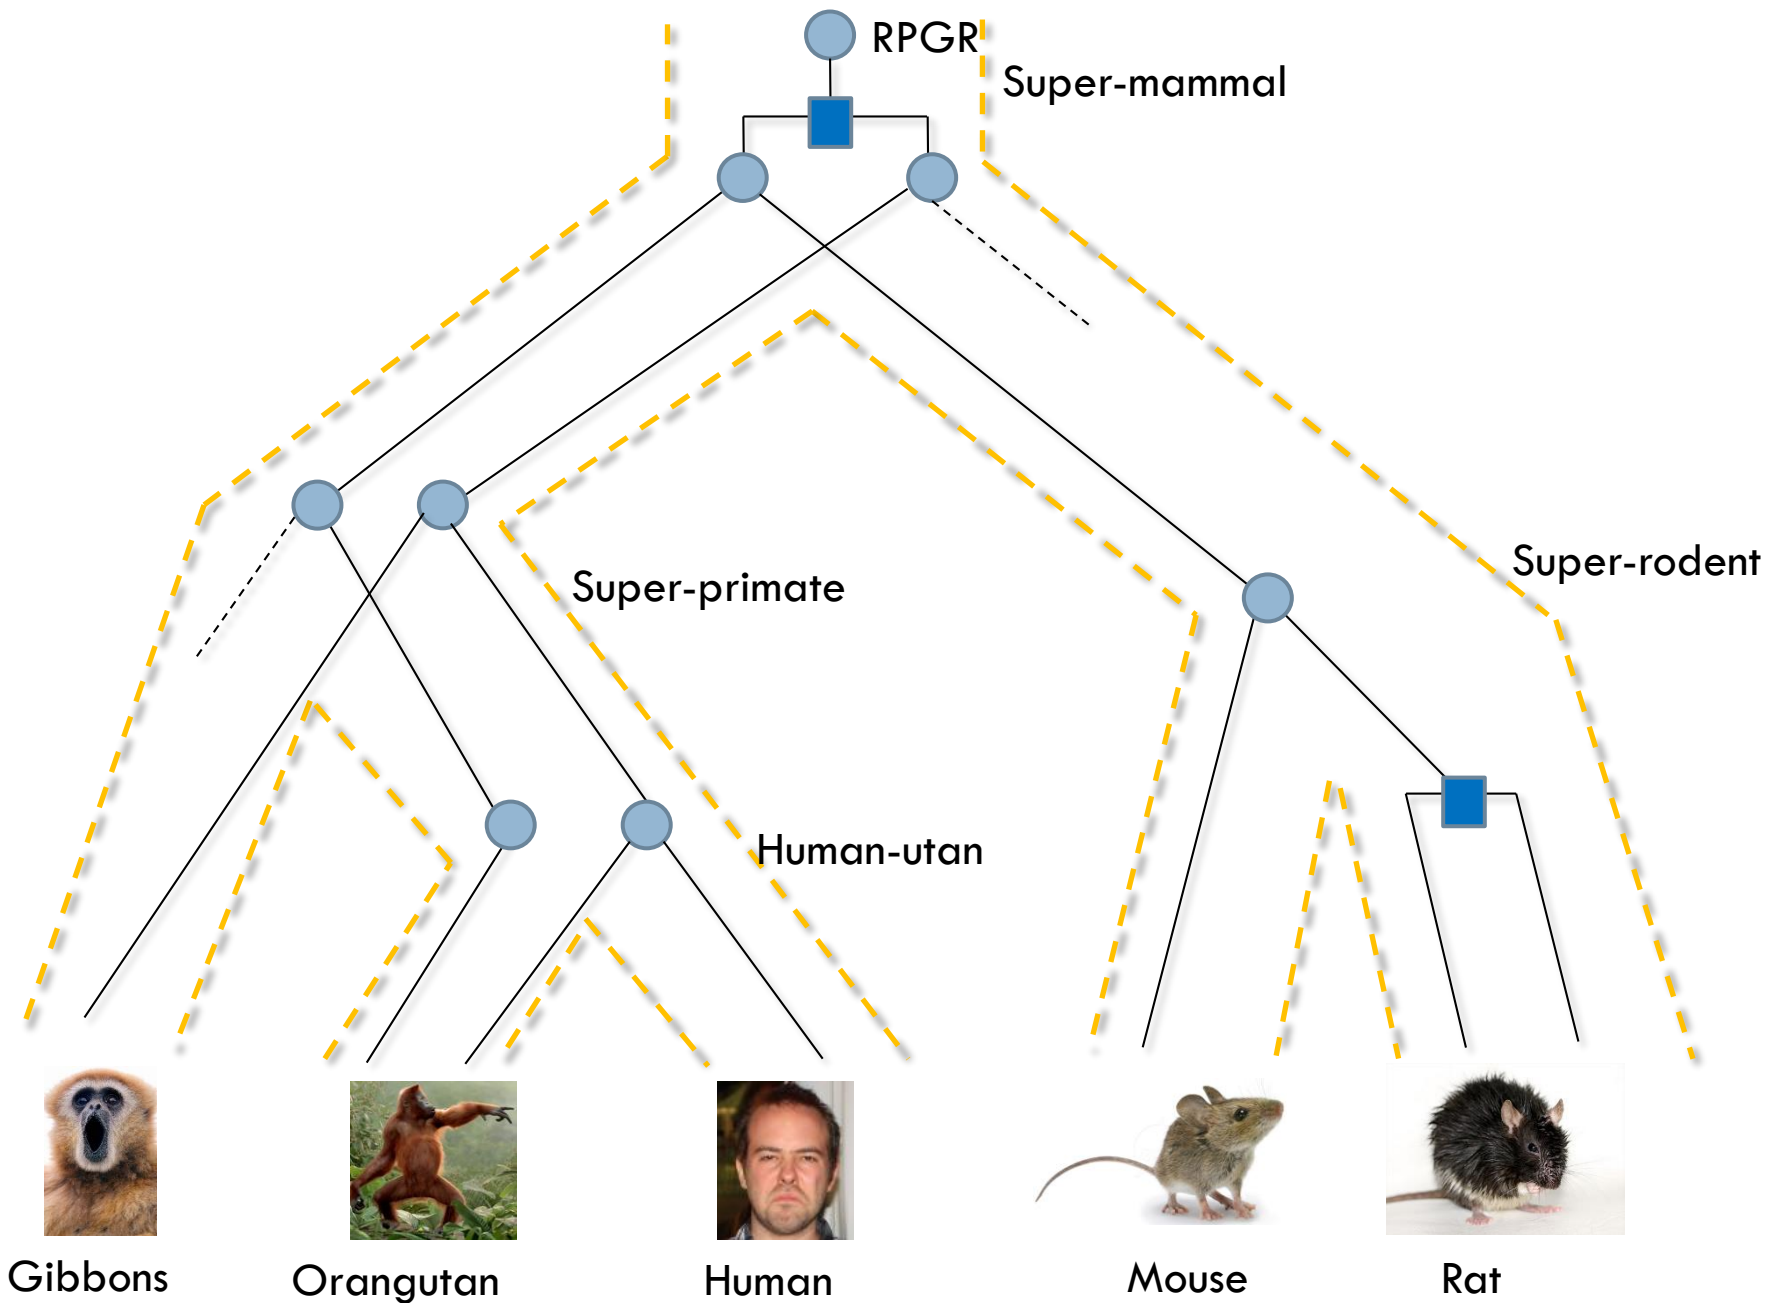 RPGR
Super-mammal
Super-rodent
Super-primate
Human-utan
Gibbons
Orangutan
Human
Mouse
Rat